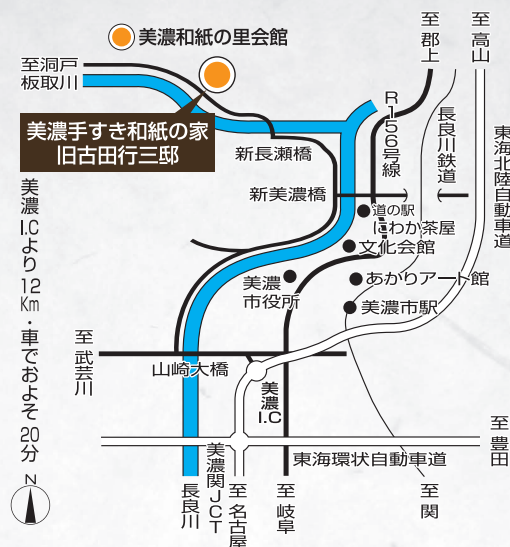 美濃和紙の里会館
至洞戸
板取川
美濃手すき和紙の家
旧古田行三邸
新長瀬橋
新美濃橋
至郡上
至高山
R156号線
長良川鉄道
東海北陸自動車道
道の駅
にわか茶屋
文化会館
美濃
市役所
あかりアート館
美濃市駅
美濃I.Cより12Km・車でおよそ20分
至武芸川
山崎大橋
美濃I.C
東海環状自動車道
至豊田
長良川
美濃関JCT
至名古屋
至岐阜
至関
N